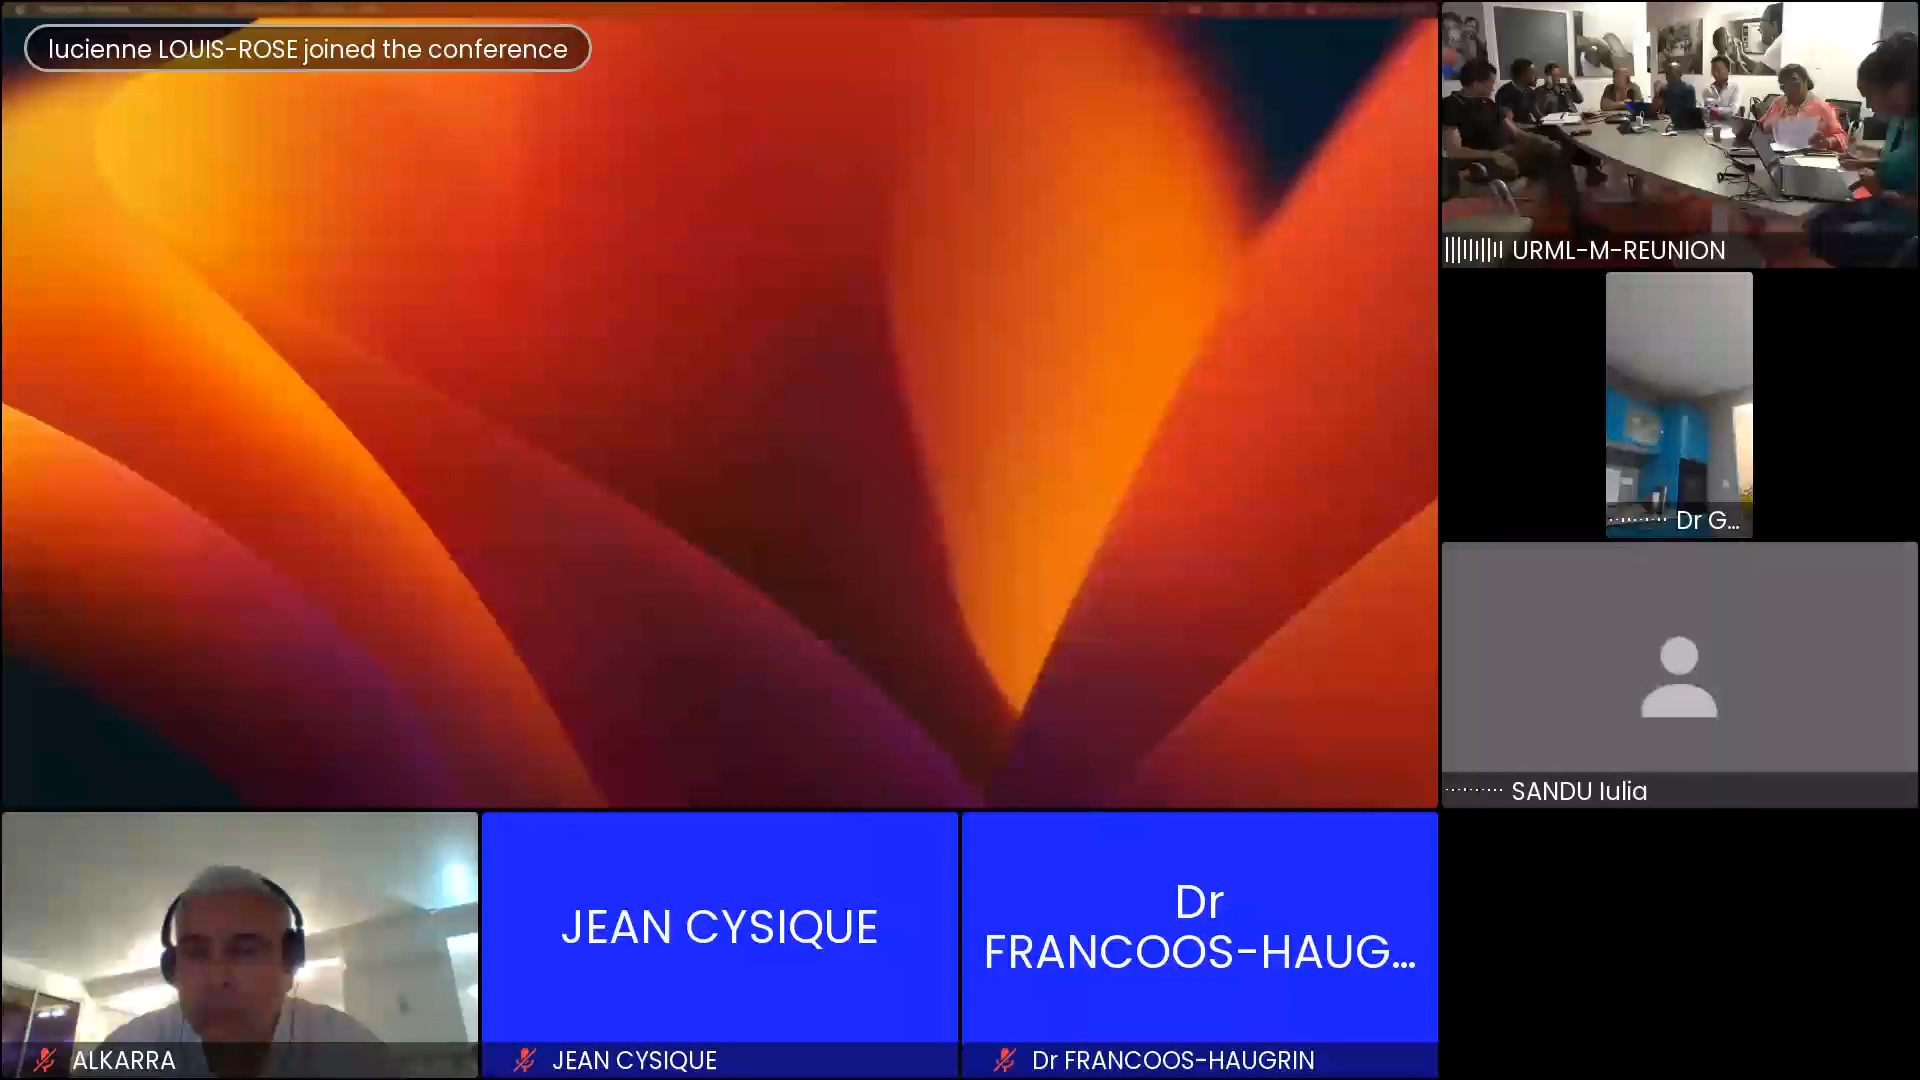 lucienne LOUIS-ROSE joined the conference
URML-M-REUNION
Dr G...
SANDU Iulia
JEAN CYSIQUE
Dr
FRANCOOS-HAUG...
ALKARRA
JEAN CYSIQUE
Dr FRANCOOS-HAUGRIN